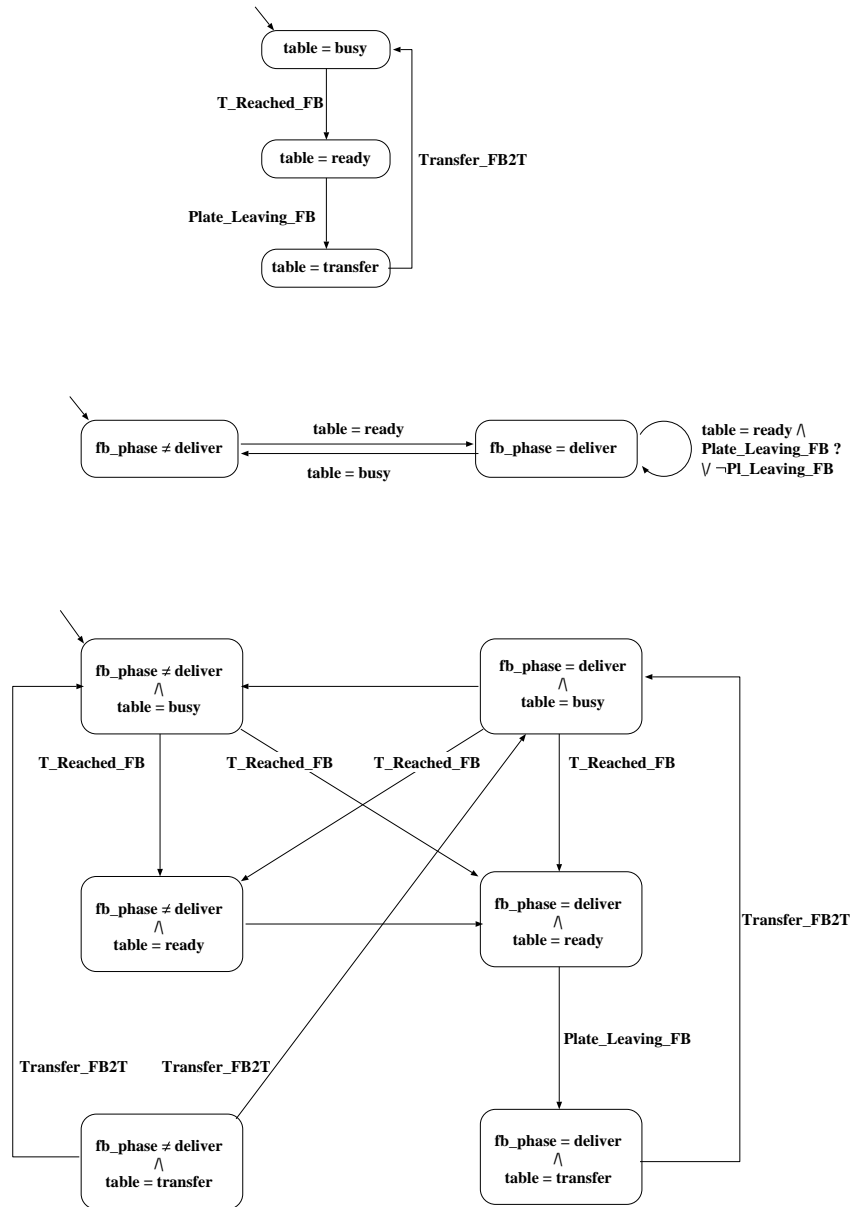 table = busy
T_Reached_FB
table = ready
Transfer_FB2T
Plate_Leaving_FB
table = transfer
fb_phase ≠ deliver
table = ready
table = busy
fb_phase = deliver
table = ready /\
Plate_Leaving_FB ?
\/ ¬Pl_Leaving_FB
fb_phase ≠ deliver
/\
table = busy
fb_phase = deliver
/\
table = busy
T_Reached_FB
T_Reached_FB
T_Reached_FB
T_Reached_FB
fb_phase ≠ deliver
/\
table = ready
fb_phase = deliver
/\
table = ready
Transfer_FB2T
Plate_Leaving_FB
Transfer_FB2T
Transfer_FB2T
fb_phase ≠ deliver
/\
table = transfer
fb_phase = deliver
/\
table = transfer